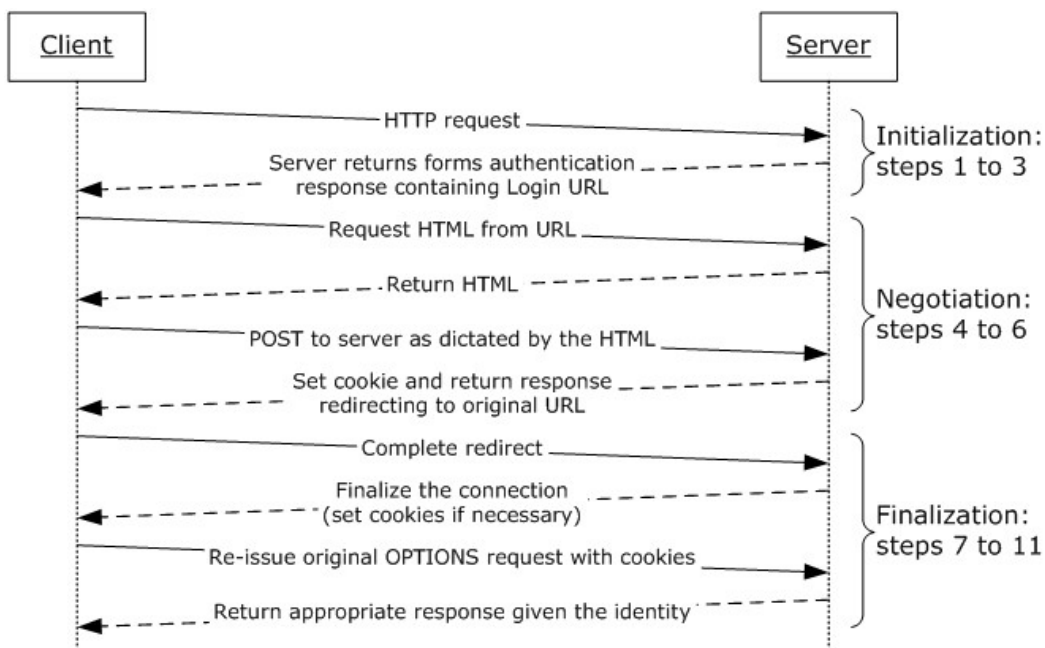 Client
Server
HTTP request
Server returns forms authentication
response containing Login URL
Initialization:
steps 1 to 3
Request HTML from URL
Return HTML
POST to server as dictated by the HTML
Set cookie and return response
redirecting to original URL
Negotiation:
steps 4 to 6
Complete redirect
Finalize the connection
(set cookies if necessary)
Re-issue original OPTIONS request with cookies
Return appropriate response given the identity
Finalization:
steps 7 to 11